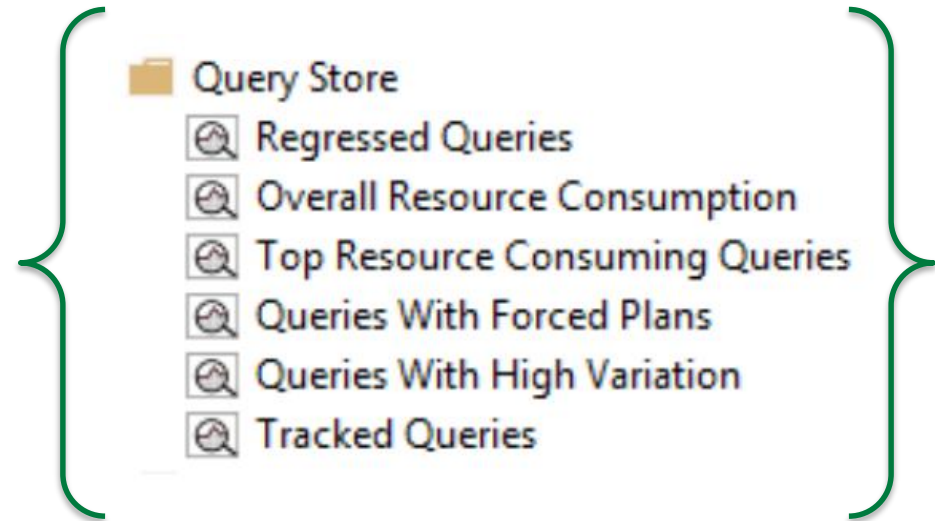 Query Store
Regressed Queries
Overall Resource Consumption
Top Resource Consuming Queries
Queries With Forced Plans
Queries With High Variation
Tracked Queries